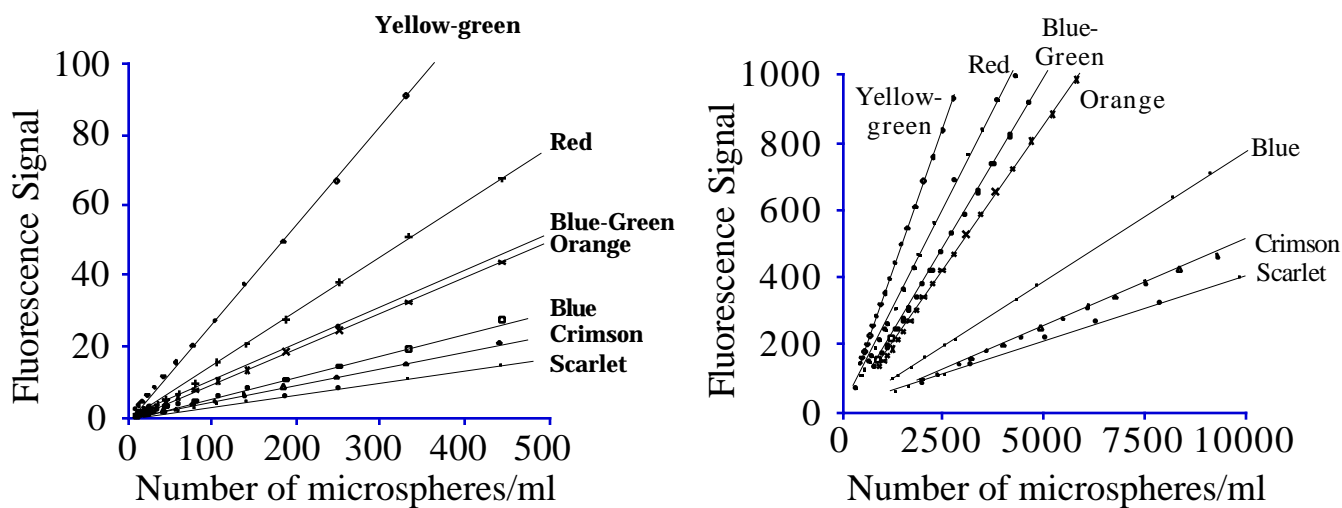 Yellow-green
100
80
60
40
20
0
Fluorescence Signal
Red
Blue-Green
Orange
Blue
Crimson
Scarlet
0 100 200 300 400 500
Number of microspheres/ml
1000
800
600
400
200
0
Fluorescence Signal
Yellow-
green
Red
Blue-
Green
Orange
Blue
Crimson
Scarlet
0 2500 5000 7500 10000
Number of microspheres/ml